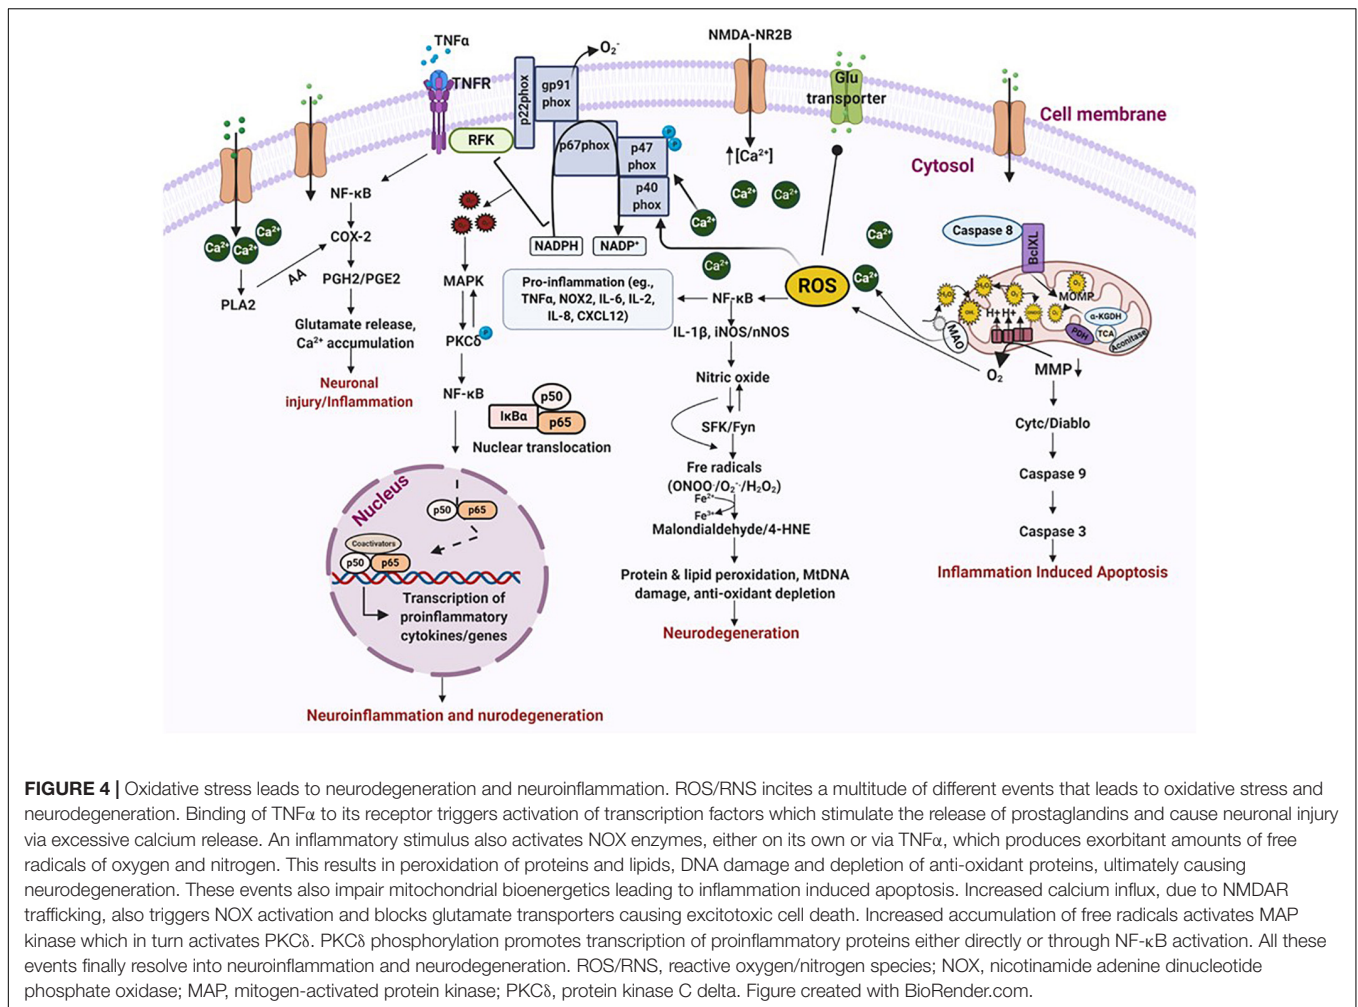 TNFα
TNFR
p22phox
gp91
phox
O₂⁻
NMDA-NR2B
Glu
transporter
Cell membrane
Cytosol
RFK
p67phox
p47
phox
P
P
p40
phox
↑[Ca²⁺]
Ca²⁺
Ca²⁺
Ca²⁺
Ca²⁺
Ca²⁺
Ca²⁺
NADPH
NADP⁺
NF-κB
COX-2
PGH2/PGE2
Glutamate release,
Ca²⁺ accumulation
Neuronal
injury/Inflammation
Ca²⁺
Ca²⁺
Ca²⁺
PLA2
AA
MAPK
PKCδ
P
NF-κB
IκBα
p50
p65
Nuclear translocation
Nucleus
p50
p65
Coactivators
p50
p65
Transcription of
proinflammatory
cytokines/genes
Neuroinflammation and nurodegeneration
Pro-inflammation (eg.,
TNFα, NOX2, IL-6, IL-2,
IL-8, CXCL12)
NF-κB
ROS
IL-1β, iNOS/nNOS
Nitric oxide
SFK/Fyn
Fre radicals
(ONOO⁻/O₂⁻/H₂O₂)
Fe²⁺
Fe³⁺
Malondialdehyde/4-HNE
Protein & lipid peroxidation, MtDNA
damage, anti-oxidant depletion
Neurodegeneration
Caspase 8
BclXL
MOMP
H₂O₂
H₂O₂
O₂⁻
O₂⁻
O₂⁻
OH.
H+H+
α-KGDH
PDH
TCA
Aconitase
MAO
O₂
MMP
Cytc/Diablo
Caspase 9
Caspase 3
Inflammation Induced Apoptosis
FIGURE 4 | Oxidative stress leads to neurodegeneration and neuroinflammation. ROS/RNS incites a multitude of different events that leads to oxidative stress and
neurodegeneration. Binding of TNFα to its receptor triggers activation of transcription factors which stimulate the release of prostaglandins and cause neuronal injury
via excessive calcium release. An inflammatory stimulus also activates NOX enzymes, either on its own or via TNFα, which produces exorbitant amounts of free
radicals of oxygen and nitrogen. This results in peroxidation of proteins and lipids, DNA damage and depletion of anti-oxidant proteins, ultimately causing
neurodegeneration. These events also impair mitochondrial bioenergetics leading to inflammation induced apoptosis. Increased calcium influx, due to NMDAR
trafficking, also triggers NOX activation and blocks glutamate transporters causing excitotoxic cell death. Increased accumulation of free radicals activates MAP
kinase which in turn activates PKCδ. PKCδ phosphorylation promotes transcription of proinflammatory proteins either directly or through NF-κB activation. All these
events finally resolve into neuroinflammation and neurodegeneration. ROS/RNS, reactive oxygen/nitrogen species; NOX, nicotinamide adenine dinucleotide
phosphate oxidase; MAP, mitogen-activated protein kinase; PKCδ, protein kinase C delta. Figure created with BioRender.com.